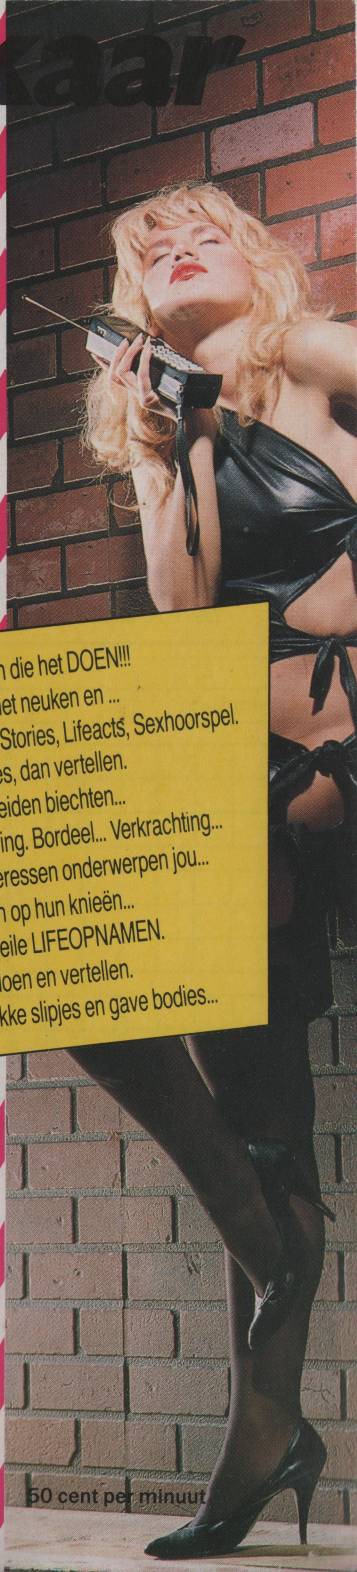 kaar
n die het DOEN!!!
et neuken en ...
Stories, Lifeacts, Sexhoorspel.
es, dan vertellen.
eiden biechten...
ing. Bordeel... Verkrachting...
eressen onderwerpen jou...
n op hun knieën...
eile LIFEOPNAMEN.
oen en vertellen.
kke slipjes en gave bodies...
50 cent per minuut